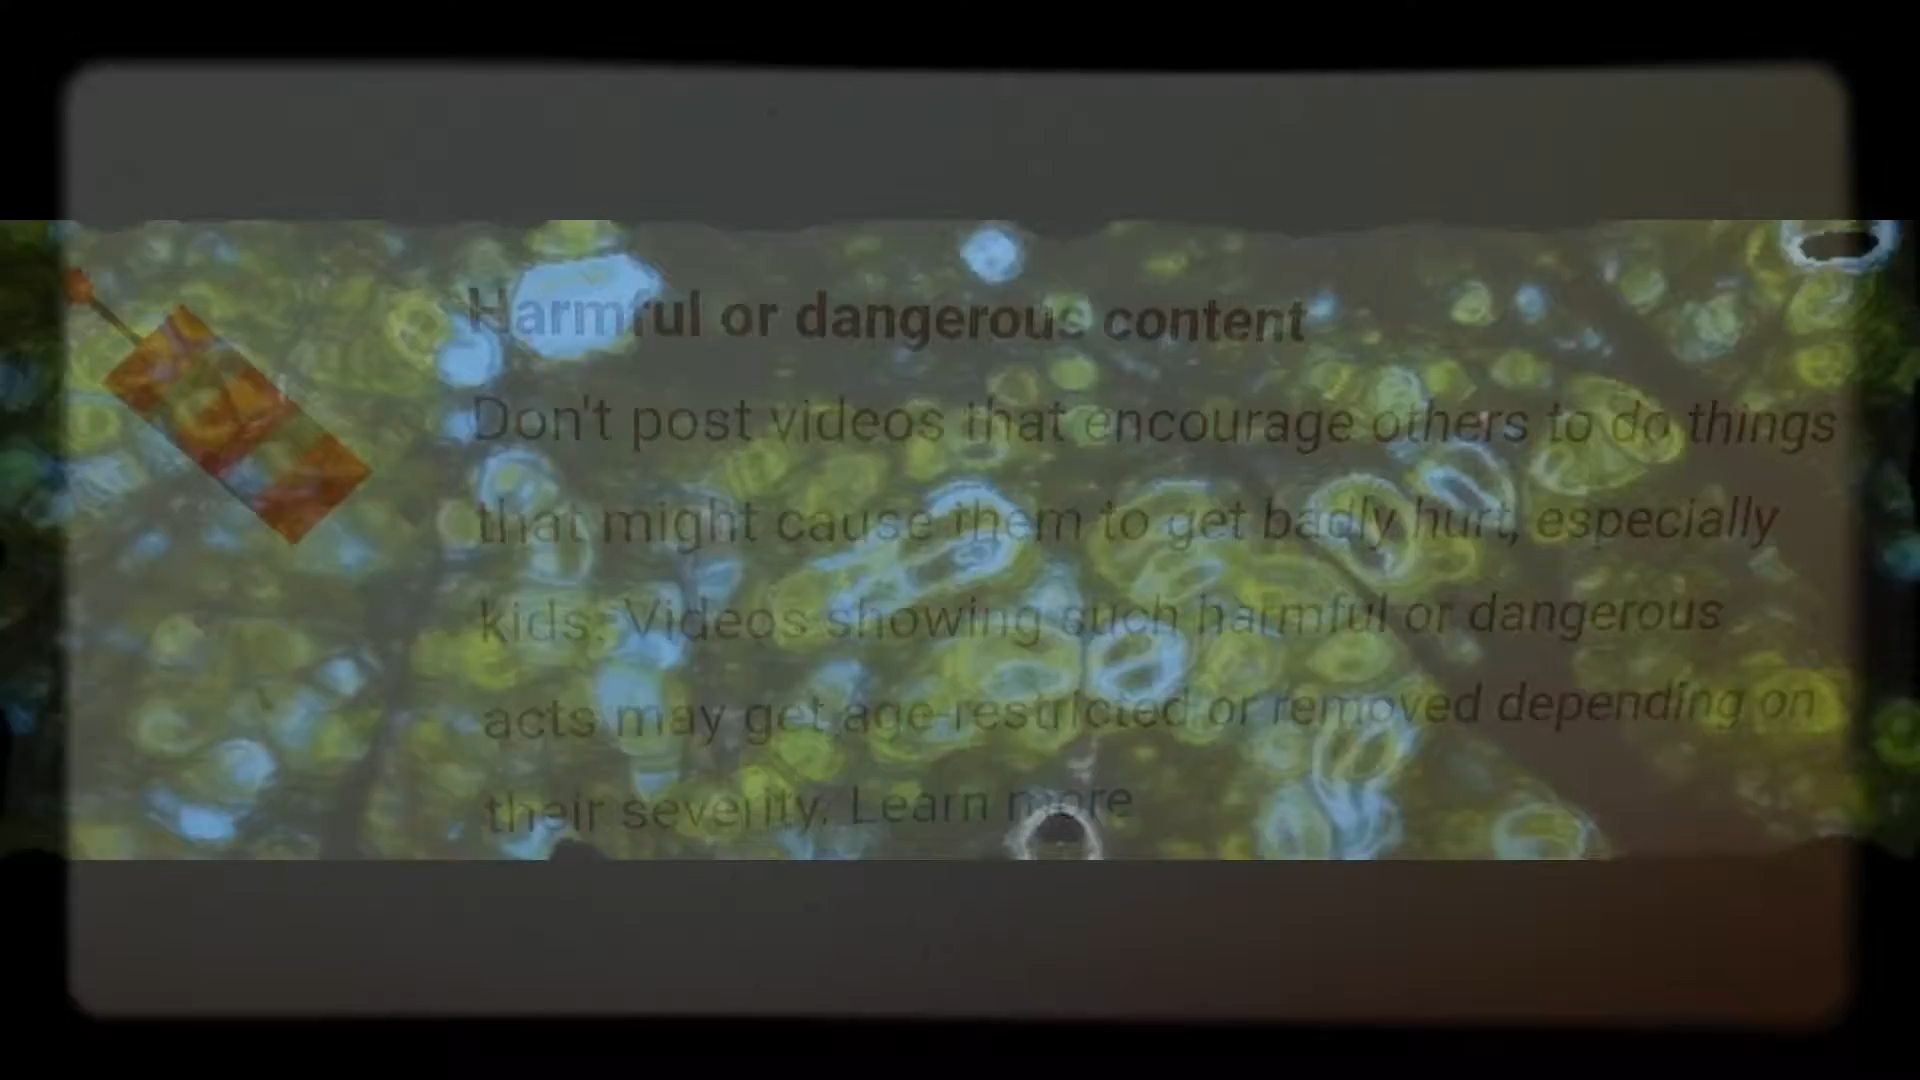 Harmful or dangerous content
Don't post videos that encourage others to do things
that might cause them to get badly hurt, especially
kids. Videos showing such harmful or dangerous
acts may get age-restricted or removed depending on
their severity. Learn more